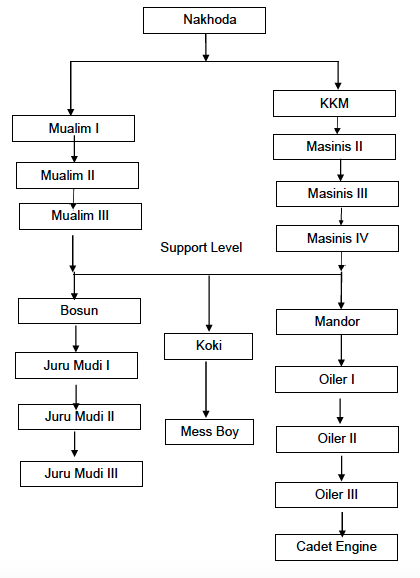 Nakhoda
KKM
Mualim I
Masinis II
Mualim II
Masinis III
Mualim III
Masinis IV
Support Level
Bosun
Mandor
Koki
Juru Mudi I
Oiler I
Juru Mudi II
Mess Boy
Oiler II
Juru Mudi III
Oiler III
Cadet Engine